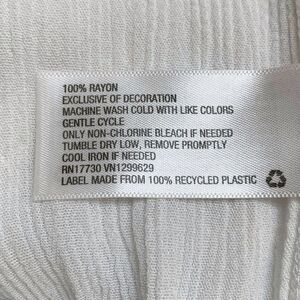 100% RAYON
EXCLUSIVE OF DECORATION
MACHINE WASH COLD WITH LIKE COLORS
GENTLE CYCLE
ONLY NON-CHLORINE BLEACH IF NEEDED
TUMBLE DRY LOW, REMOVE PROMPTLY
COOL IRON IF NEEDED
RN17730 VN1299629
LABEL MADE FROM 100% RECYCLED PLASTIC